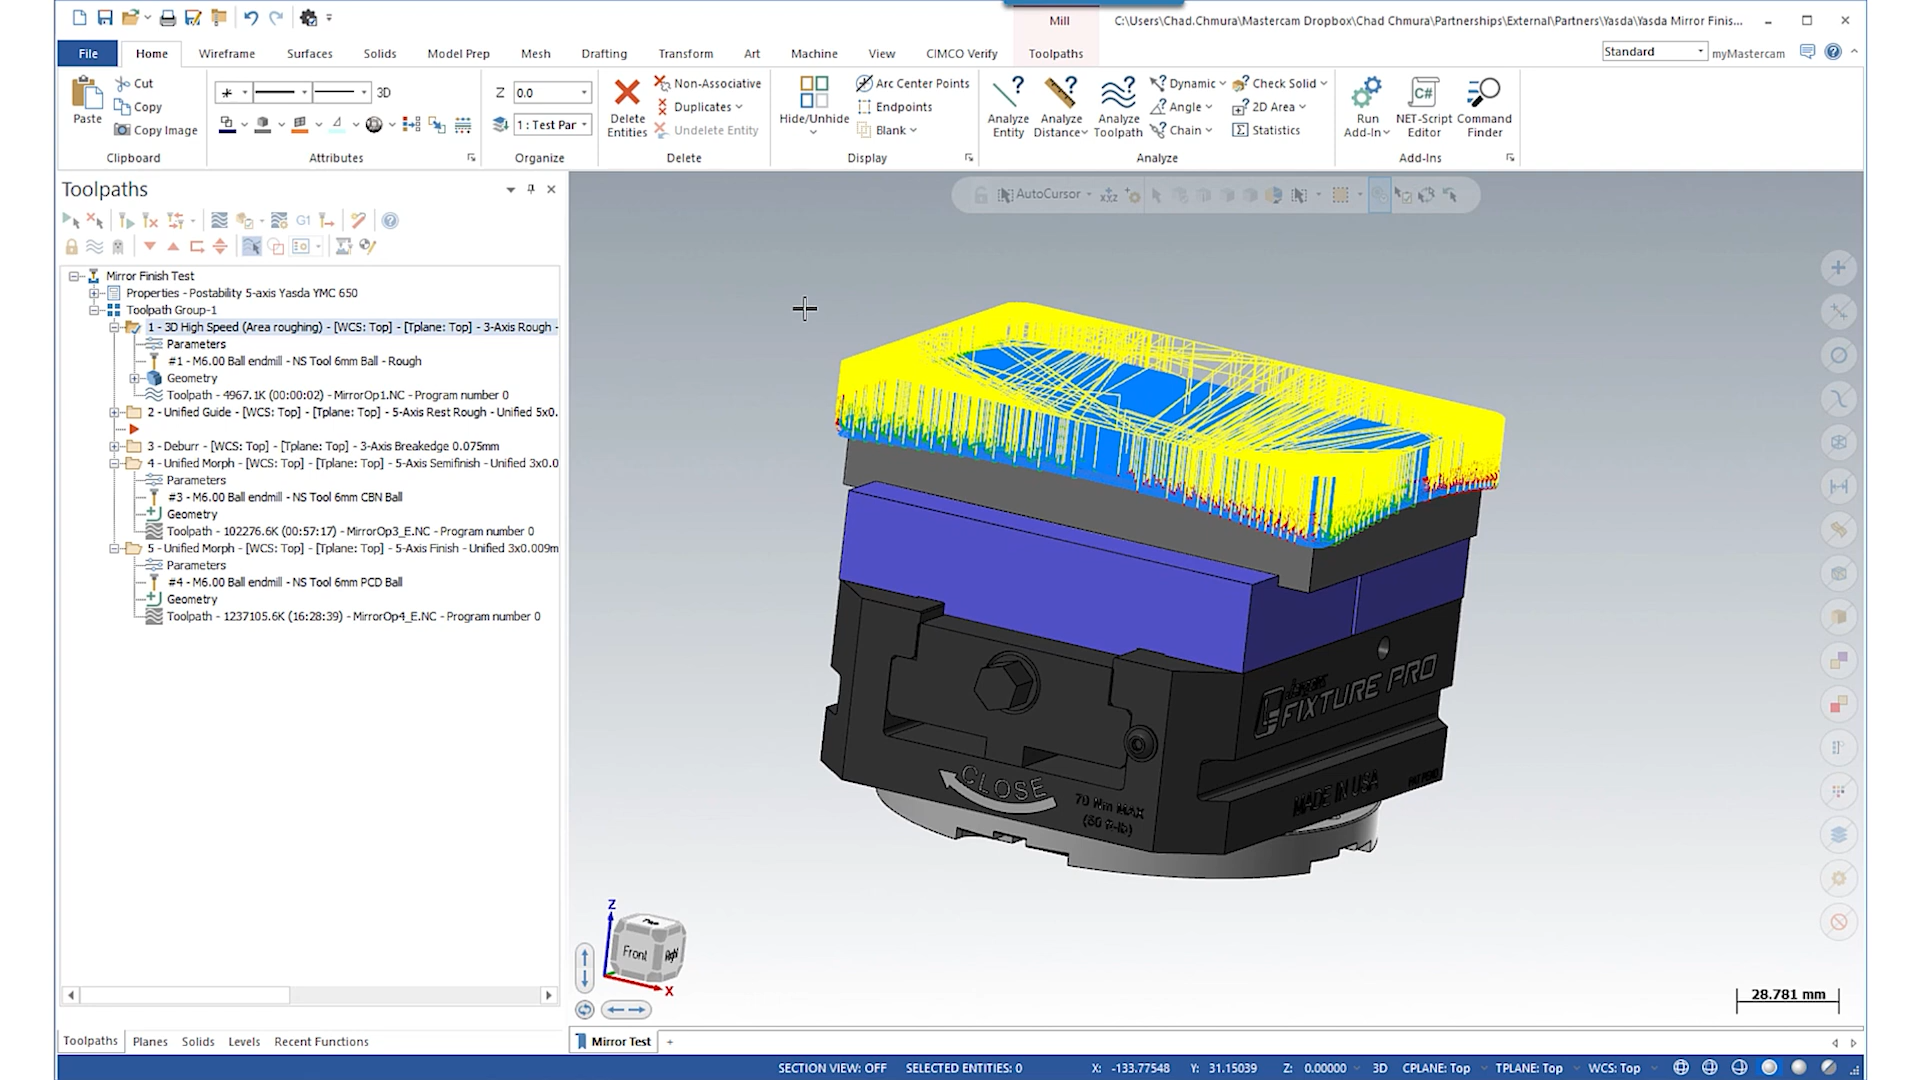 Mill
C:\Users\Chad.Chmura\Mastercam Dropbox\Chad Chmura\Partnerships\External\Partners\Yasda\Yasda Mirror Finis...
File
Home
Wireframe
Surfaces
Solids
Model Prep
Mesh
Drafting
Transform
Art
Machine
View
CIMCO Verify
Toolpaths
Standard
myMastercam
Paste
Cut
Copy
Copy Image
Clipboard
3D
Attributes
Z
0.0
1 : Test Par
Organize
Delete Entities
Non-Associative
Duplicates
Undelete Entity
Delete
Hide/Unhide
Arc Center Points
Endpoints
Blank
Display
Analyze Entity
Analyze Distance
Analyze Toolpath
Dynamic
Angle
Chain
Check Solid
2D Area
Statistics
Analyze
Run Add-In
C#
NET-Script Editor
Command Finder
Add-Ins
Toolpaths
G1
AutoCursor
Mirror Finish Test
Properties - Postability 5-axis Yasda YMC 650
Toolpath Group-1
1 - 3D High Speed (Area roughing) - [WCS: Top] - [Tplane: Top] - 3-Axis Rough -
Parameters
#1 - M6.00 Ball endmill - NS Tool 6mm Ball - Rough
Geometry
Toolpath - 4967.1K (00:00:02) - MirrorOp1.NC - Program number 0
2 - Unified Guide - [WCS: Top] - [Tplane: Top] - 5-Axis Rest Rough - Unified 5x0.
3 - Deburr - [WCS: Top] - [Tplane: Top] - 3-Axis Breakedge 0.075mm
4 - Unified Morph - [WCS: Top] - [Tplane: Top] - 5-Axis Semifinish - Unified 3x0.0
Parameters
#3 - M6.00 Ball endmill - NS Tool 6mm CBN Ball
Geometry
Toolpath - 102276.6K (00:57:17) - MirrorOp3_E.NC - Program number 0
5 - Unified Morph - [WCS: Top] - [Tplane: Top] - 5-Axis Finish - Unified 3x0.009m
Parameters
#4 - M6.00 Ball endmill - NS Tool 6mm PCD Ball
Geometry
Toolpath - 1237105.6K (16:28:39) - MirrorOp4_E.NC - Program number 0
FIXTURE PRO
CLOSE
70 Nm MAX
MADE IN USA
Z
Front
Right
X
28.781 mm
Toolpaths
Planes
Solids
Levels
Recent Functions
Mirror Test
+
SECTION VIEW: OFF
SELECTED ENTITIES: 0
X: -133.77548
Y: 31.15039
Z: 0.00000
3D
CPLANE: Top
TPLANE: Top
WCS: Top